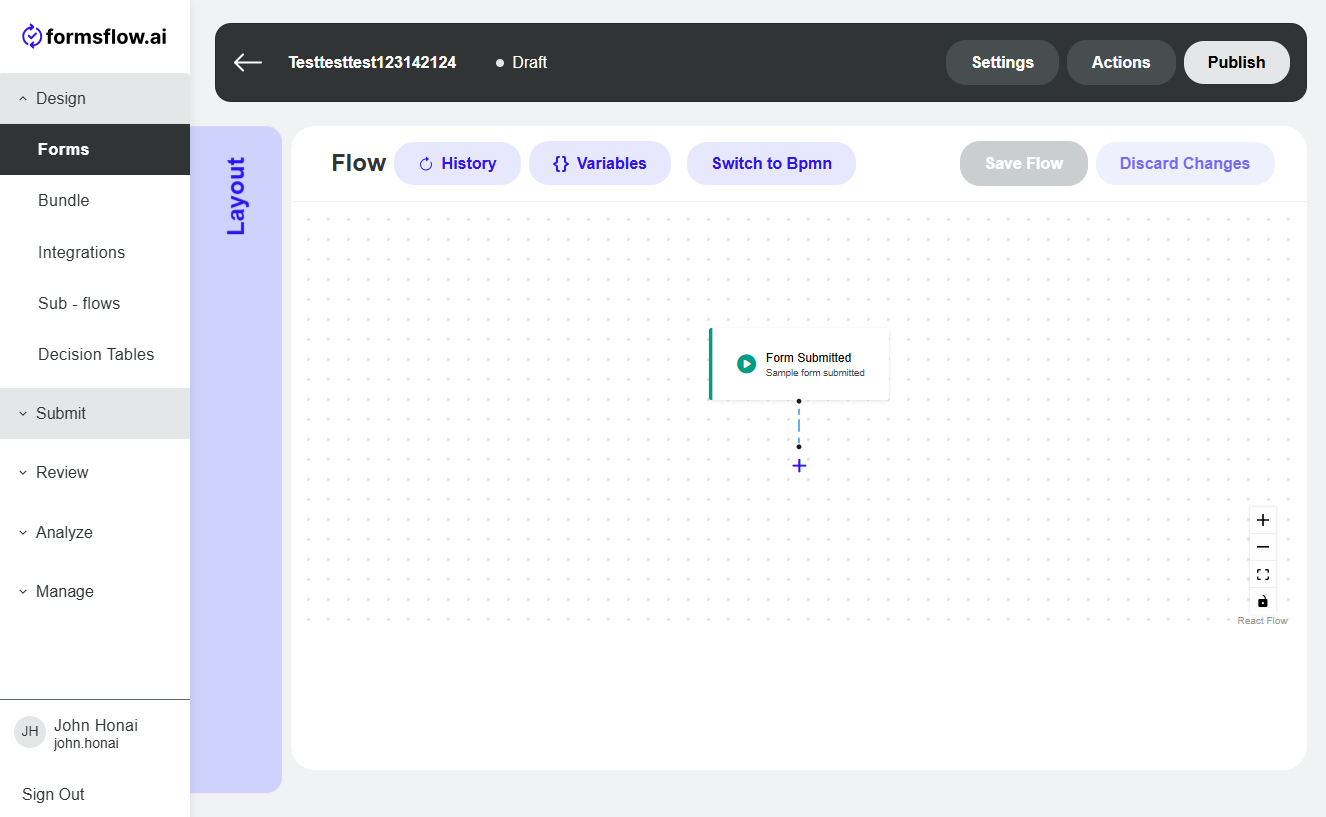 formsflow.ai
Design
Forms
Bundle
Integrations
Sub - flows
Decision Tables
Submit
Review
Analyze
Manage
JH
John Honai
john.honai
Sign Out
Testtesttest123142124
Draft
Settings
Actions
Publish
Layout
Flow
History
{} Variables
Switch to Bpmn
Save Flow
Discard Changes
Form Submitted
Sample form submitted
React Flow